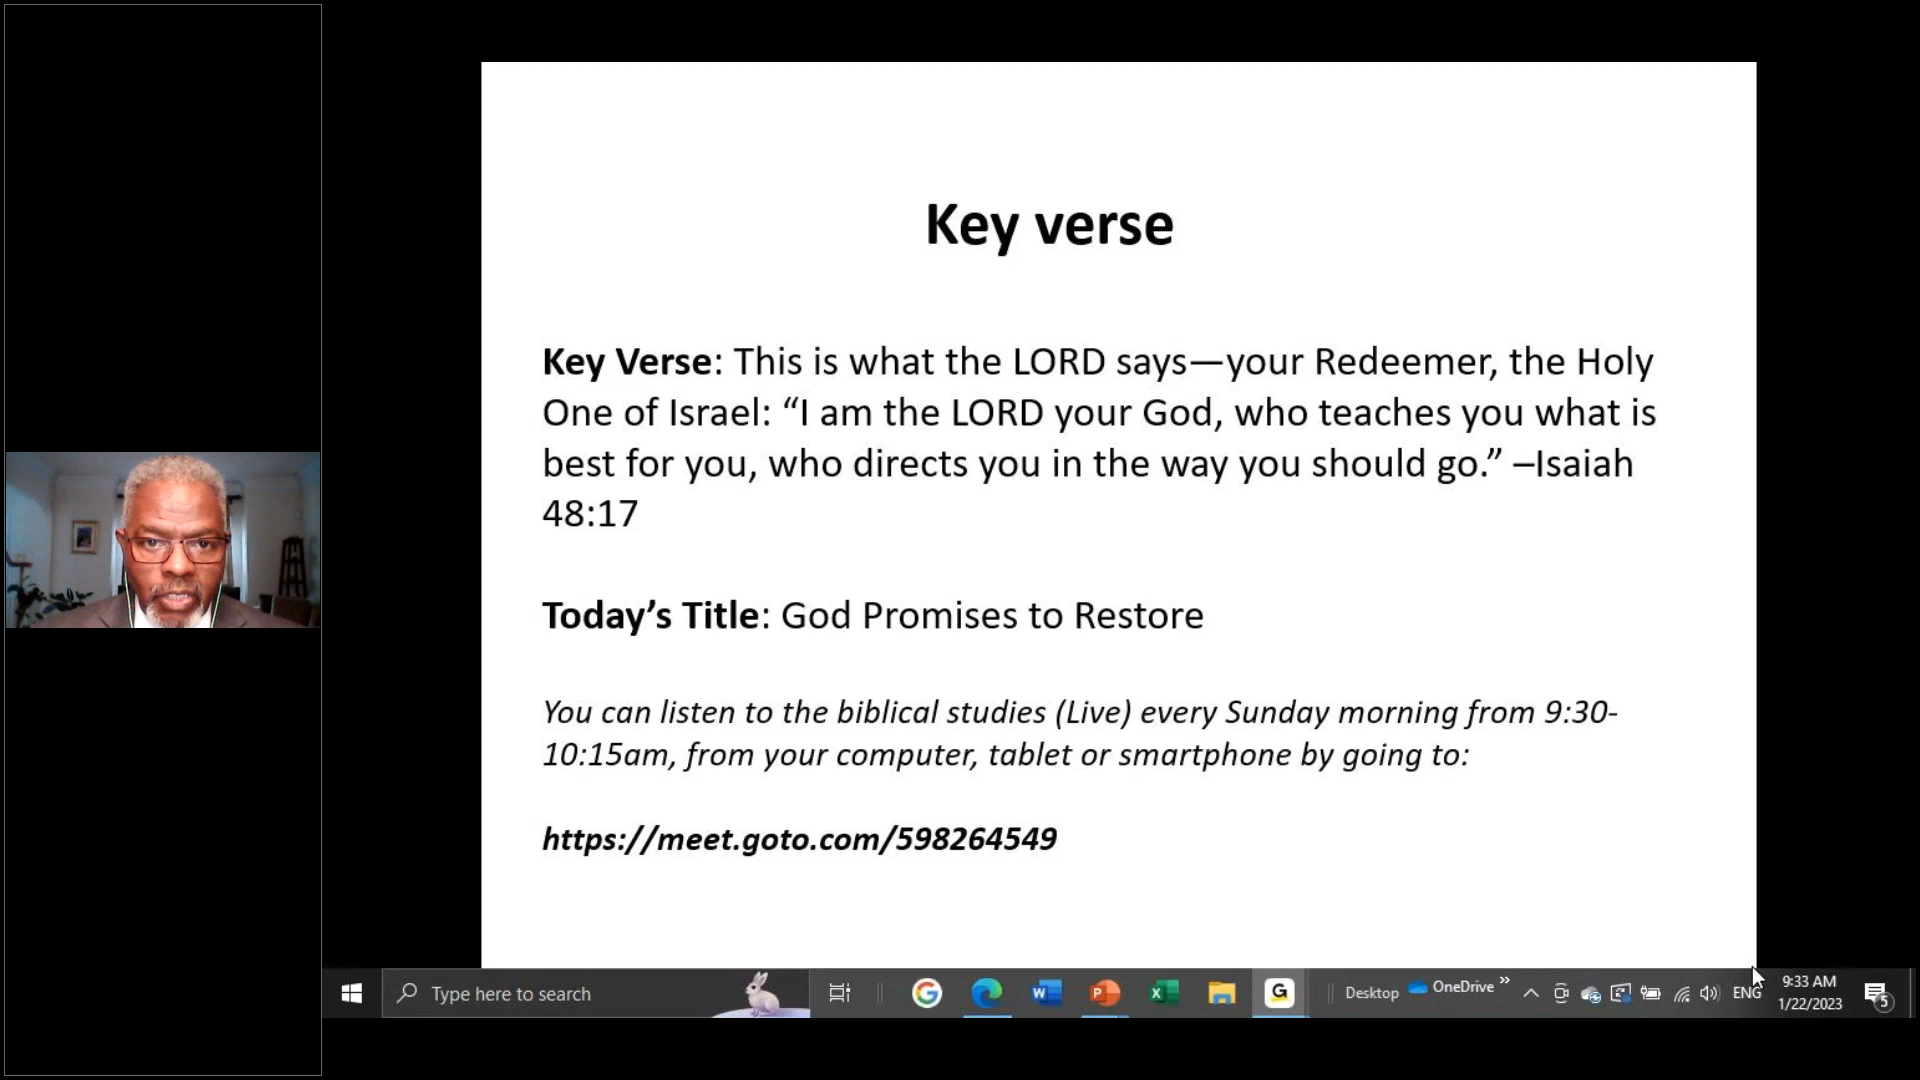 Key verse
Key Verse: This is what the LORD says—your Redeemer, the Holy
One of Israel: “I am the LORD your God, who teaches you what is
best for you, who directs you in the way you should go.” –Isaiah
48:17
Today’s Title: God Promises to Restore
You can listen to the biblical studies (Live) every Sunday morning from 9:30-
10:15am, from your computer, tablet or smartphone by going to:
https://meet.goto.com/598264549
Type here to search
Desktop
OneDrive
ENG
9:33 AM
1/22/2023
5